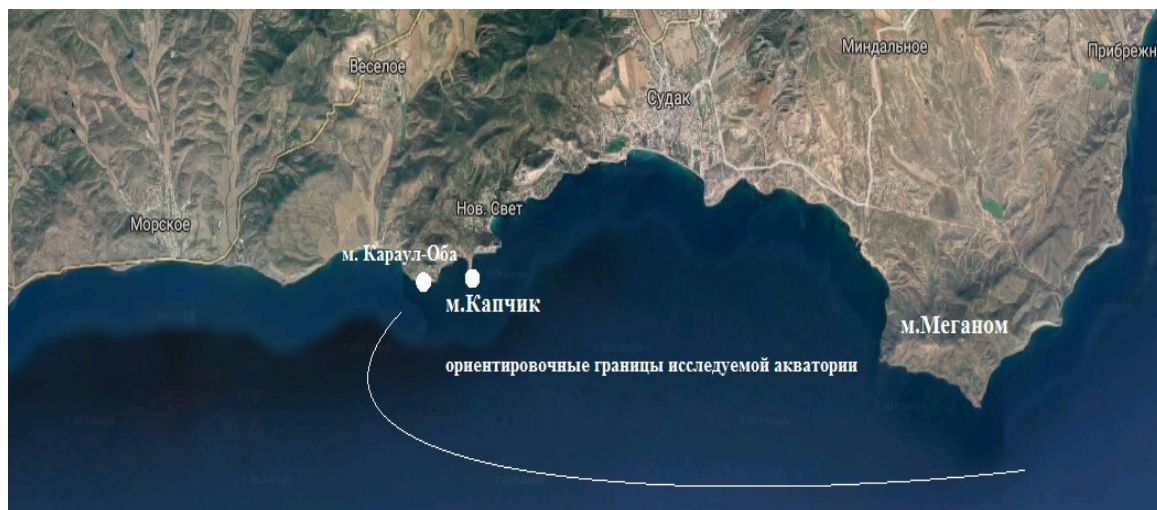 Миндальное
Прибрежн
Веселое
Судак
Нов. Свет
Морское
м. Караул-Оба
м.Капчик
м.Меганом
ориентировочные границы исследуемой акватории